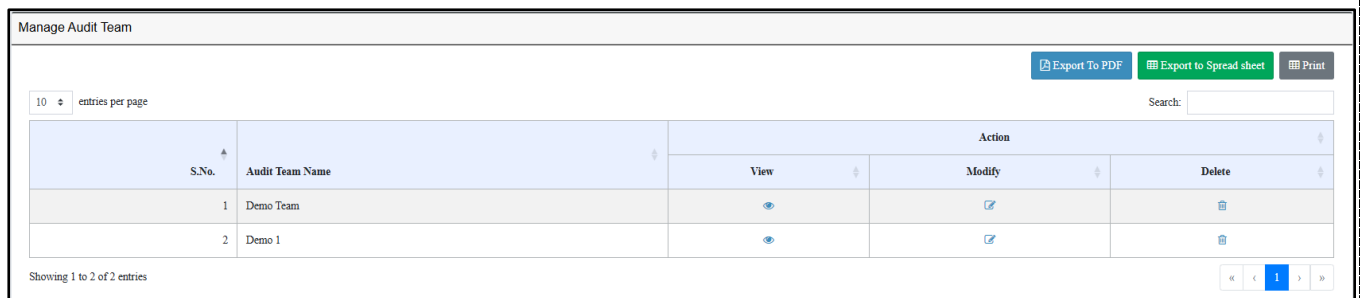 Manage Audit Team
Export To PDF Export to Spread sheet Print
10 entries per page Search:
Action
S.No. Audit Team Name View Modify Delete
1 Demo Team
2 Demo 1
Showing 1 to 2 of 2 entries « ‹ 1 › »